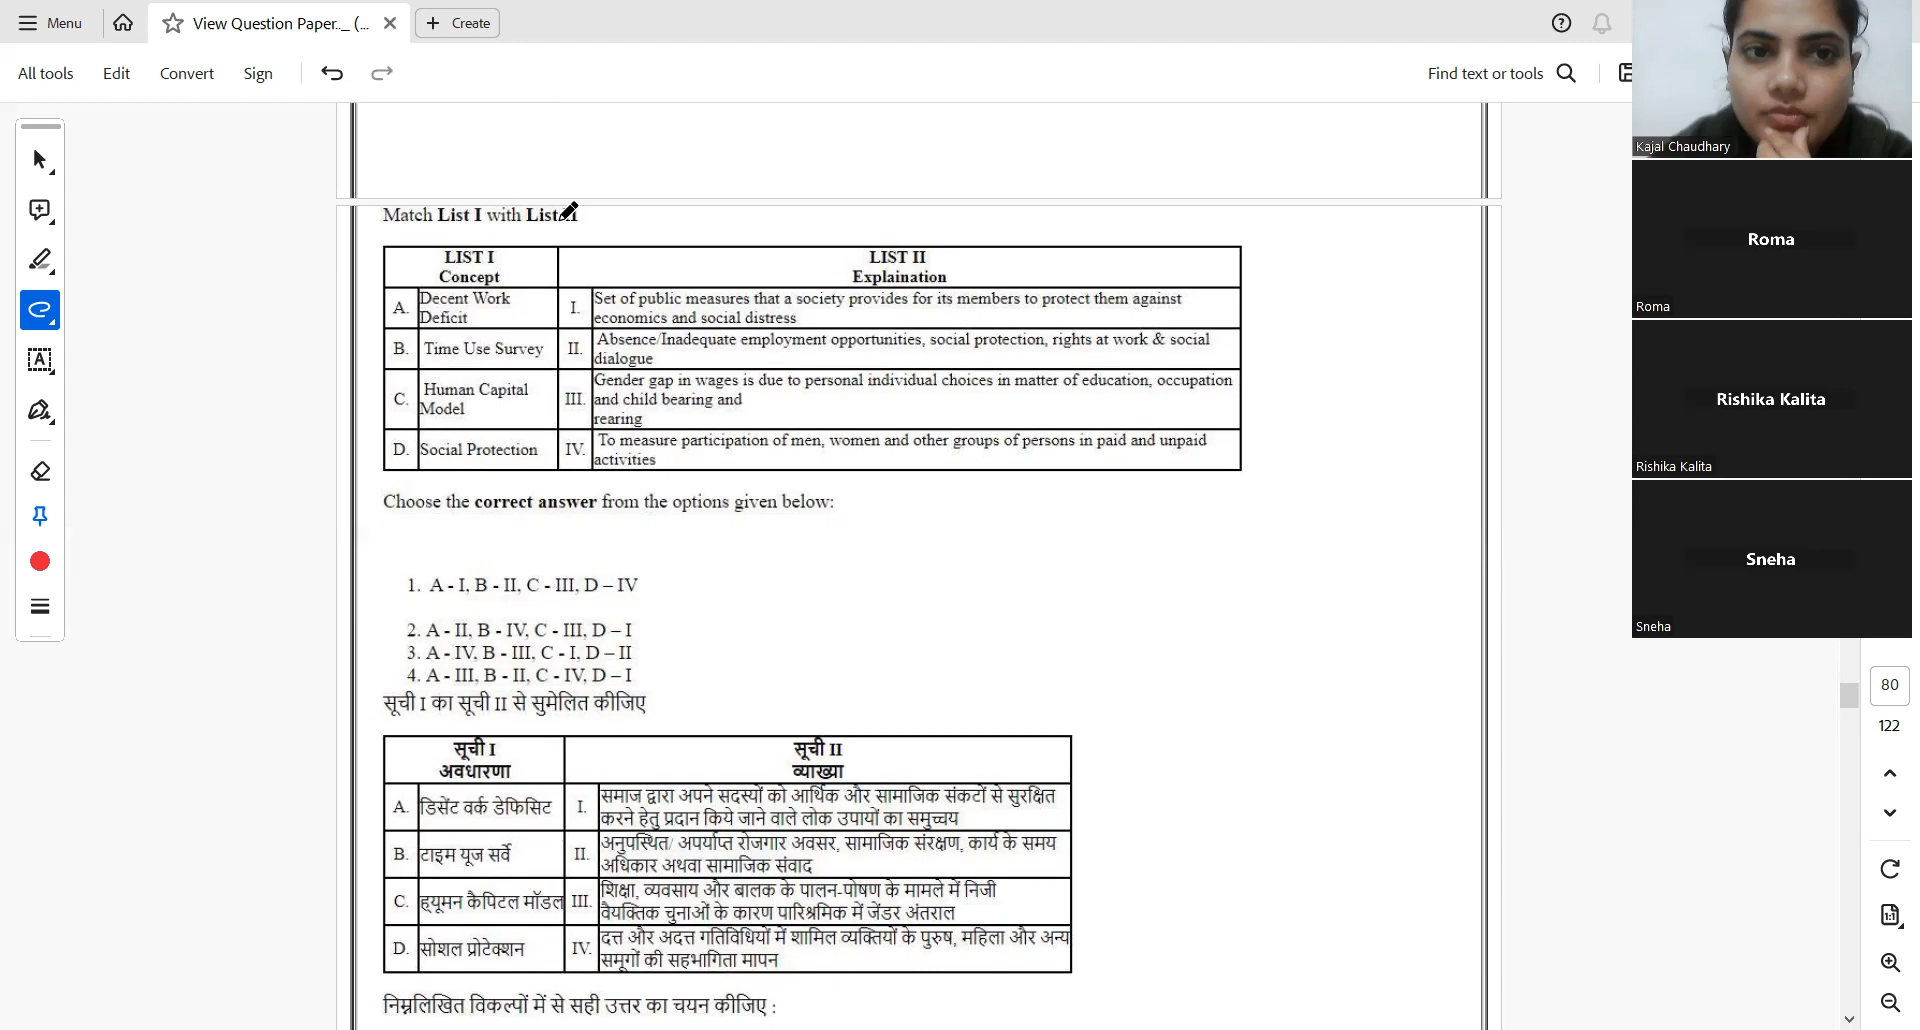 Menu
View Question Paper.._ (...
Create
All tools
Edit
Convert
Sign
Find text or tools
Match List I with List II
LIST I
Concept
LIST II
Explaination
A. Decent Work Deficit
I. Set of public measures that a society provides for its members to protect them against
economics and social distress
B. Time Use Survey
II. Absence/Inadequate employment opportunities, social protection, rights at work & social
dialogue
C. Human Capital Model
III. Gender gap in wages is due to personal individual choices in matter of education, occupation
and child bearing and
rearing
D. Social Protection
IV. To measure participation of men, women and other groups of persons in paid and unpaid
activities
Choose the correct answer from the options given below:
1. A - I, B - II, C - III, D – IV
2. A - II, B - IV, C - III, D – I
3. A - IV, B - III, C - I, D – II
4. A - III, B - II, C - IV, D – I
सूची I का सूची II से सुमेलित कीजिए
सूची I
अवधारणा
सूची II
व्याख्या
A. डिसेंट वर्क डेफिसिट
I. समाज द्वारा अपने सदस्यों को आर्थिक और सामाजिक संकटों से सुरक्षित
करने हेतु प्रदान किये जाने वाले लोक उपायों का समुच्चय
B. टाइम यूज सर्वे
II. अनुपस्थित/ अपर्याप्त रोजगार अवसर, सामाजिक संरक्षण, कार्य के समय
अधिकार अथवा सामाजिक संवाद
C. ह्यूमन कैपिटल मॉडल
III. शिक्षा, व्यवसाय और बालक के पालन-पोषण के मामले में निजी
वैयक्तिक चुनाओं के कारण पारिश्रमिक में जेंडर अंतराल
D. सोशल प्रोटेक्शन
IV. दत्त और अदत्त गतिविधियों में शामिल व्यक्तियों के पुरुष, महिला और अन्य
समूगों की सहभागिता मापन
निम्नलिखित विकल्पों में से सही उत्तर का चयन कीजिए :
Kajal Chaudhary
Roma
Roma
Rishika Kalita
Rishika Kalita
Sneha
Sneha
80
122